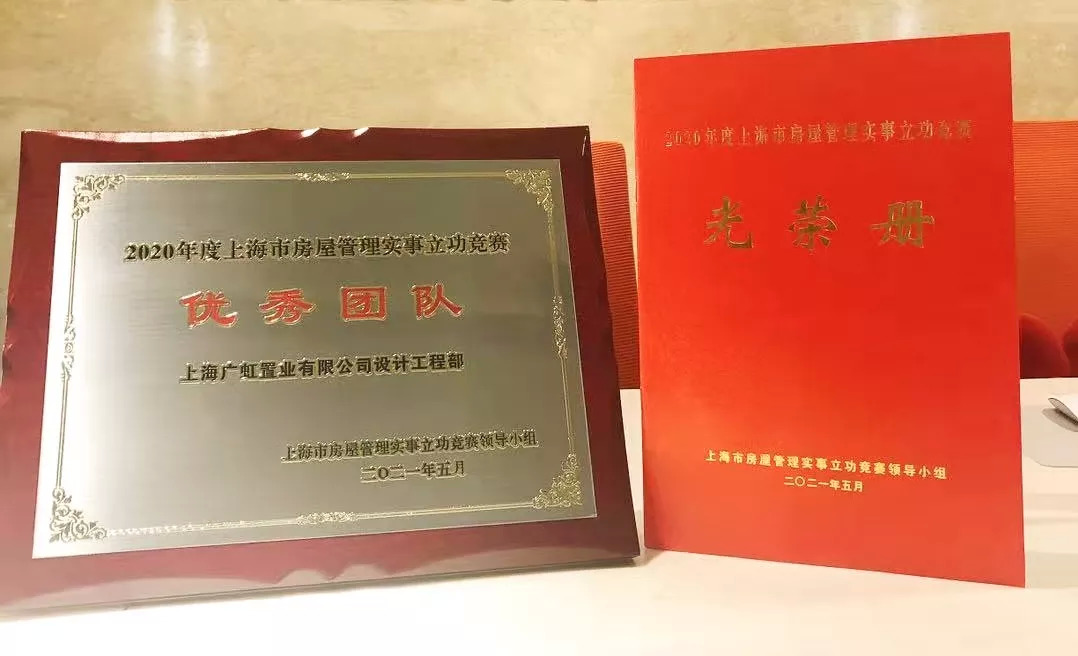 2020年度上海市房屋管理实事立功竞赛
优秀团队
上海广虹置业有限公司设计工程部
上海市房屋管理实事立功竞赛领导小组
二〇二一年五月
2020年度上海市房屋管理实事立功竞赛
光荣册
上海市房屋管理实事立功竞赛领导小组
二〇二一年五月